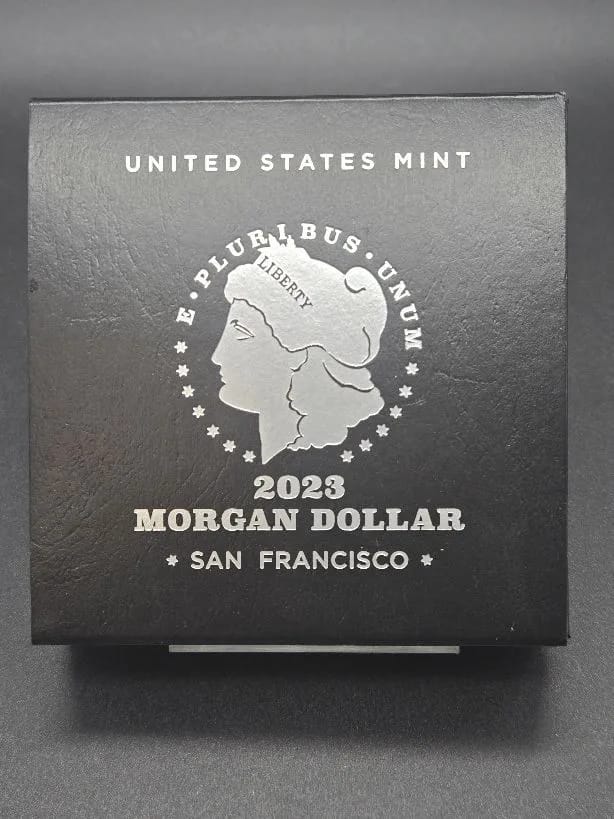 UNITED STATES MINT
E · PLURIBUS · UNUM
LIBERTY
2023
MORGAN DOLLAR
* SAN FRANCISCO *